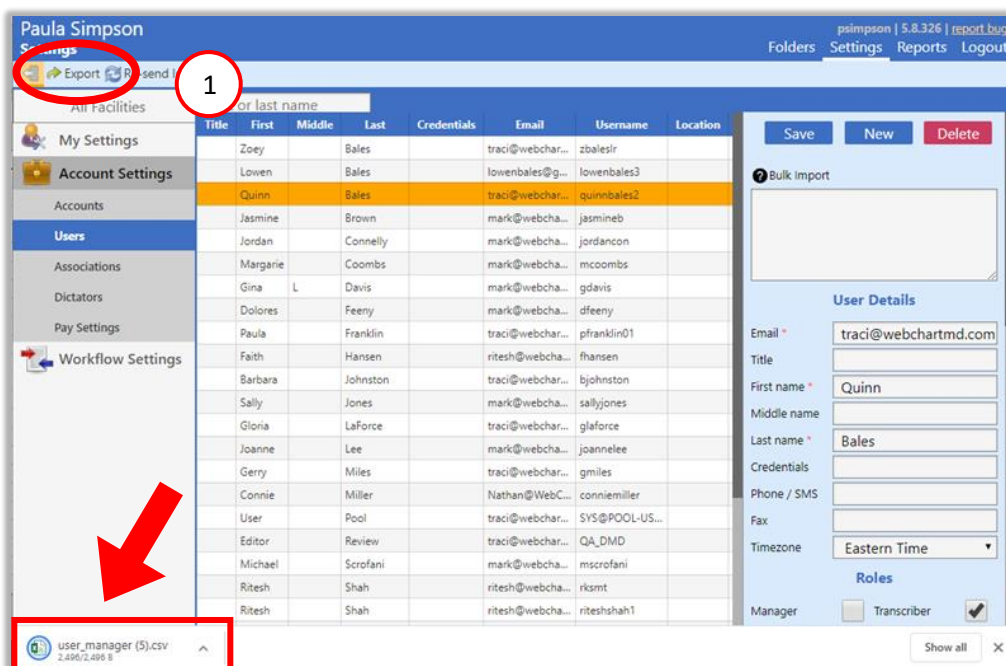 Paula Simpson
psimpson | 5.8.326 | report bug
Settings
Folders Settings Reports Logout
Export Re-send
1
All Facilities
or last name
My Settings
Account Settings
Accounts
Users
Associations
Dictators
Pay Settings
Workflow Settings
Title First Middle Last Credentials Email Username Location
Zoey Bales traci@webchar... zbaleslr
Lowen Bales lowenbales@g... lowenbales3
Quinn Bales traci@webchar... quinnbales2
Jasmine Brown mark@webcha... jasmineb
Jordan Connelly mark@webcha... jordancon
Margarie Coombs mark@webcha... mcoombs
Gina L Davis mark@webcha... gdavis
Dolores Feeny mark@webcha... dfeeny
Paula Franklin traci@webchar... pfranklin01
Faith Hansen ritesh@webcha... fhansen
Barbara Johnston traci@webchar... bjohnston
Sally Jones mark@webcha... sallyjones
Gloria LaForce traci@webchar... glaforce
Joanne Lee mark@webcha... joannelee
Gerry Miles traci@webchar... gmiles
Connie Miller Nathan@WebC... conniemiller
User Pool traci@webchar... SYS@POOL-US...
Editor Review traci@webchar... QA_DMD
Michael Scrofani mark@webcha... mscrofani
Ritesh Shah ritesh@webcha... rksmt
Ritesh Shah ritesh@webcha... riteshshah1
Save New Delete
? Bulk Import
User Details
Email * traci@webchartmd.com
Title
First name * Quinn
Middle name
Last name * Bales
Credentials
Phone / SMS
Fax
Timezone Eastern Time
Roles
Manager Transcriber
user_manager (5).csv
2,496/2,496 B
Show all X